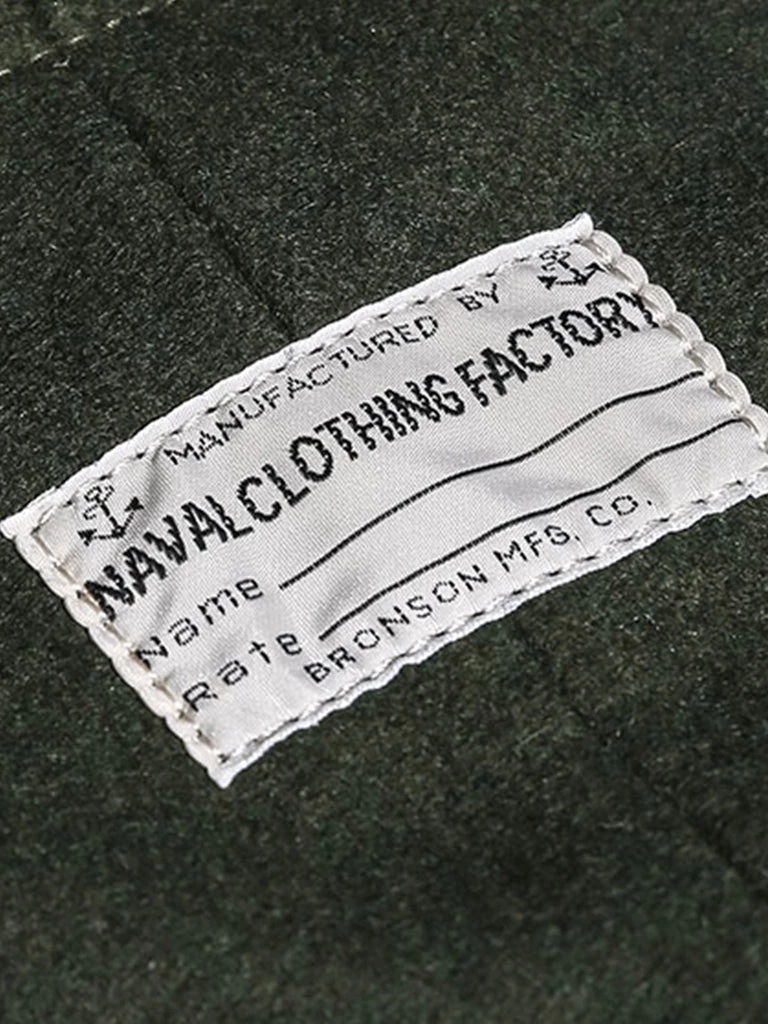 MANUFACTURED BY
NAVAL CLOTHING FACTORY
Name
Rate
BRONSON MFG. CO.